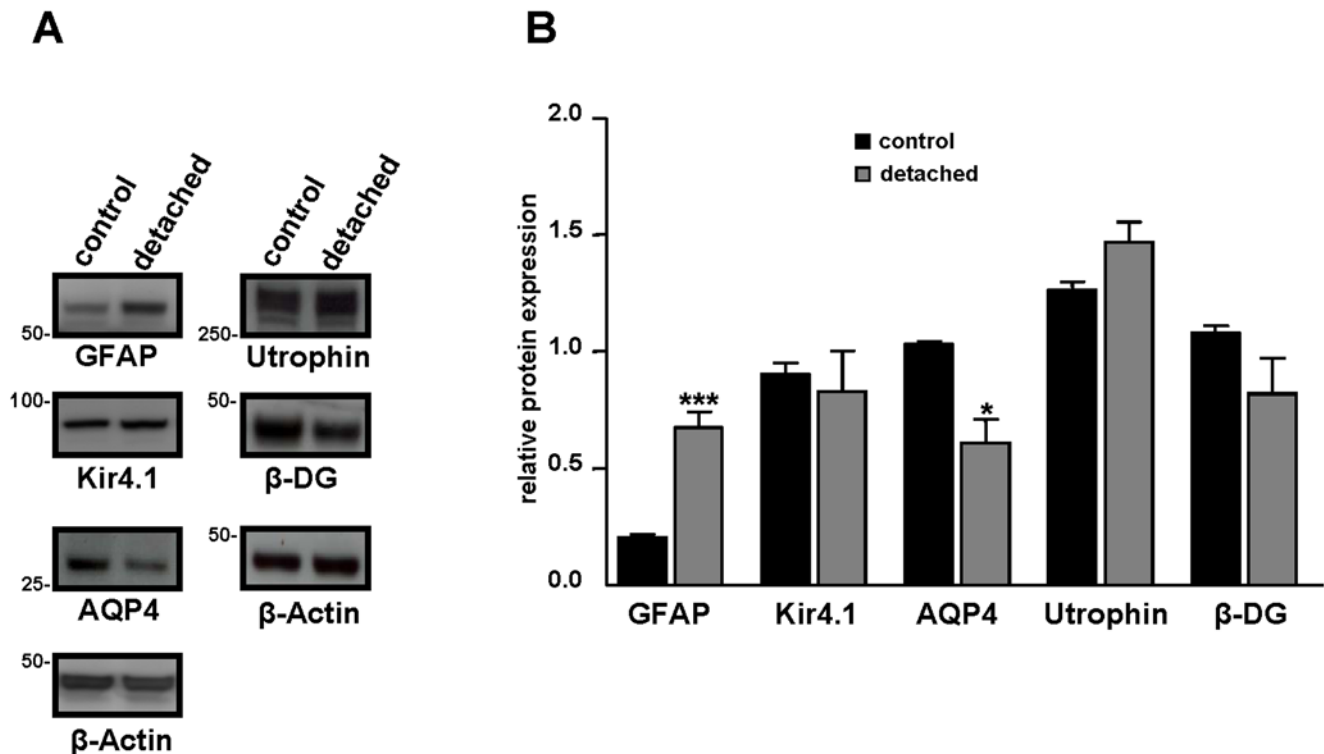 A
control
detached
control
detached
50-
GFAP
250-
Utrophin
100-
Kir4.1
50-
β-DG
25-
AQP4
50-
β-Actin
50-
β-Actin
B
relative protein expression
2.0
1.5
1.0
0.5
0.0
control
detached
***
*
GFAP Kir4.1 AQP4 Utrophin β-DG